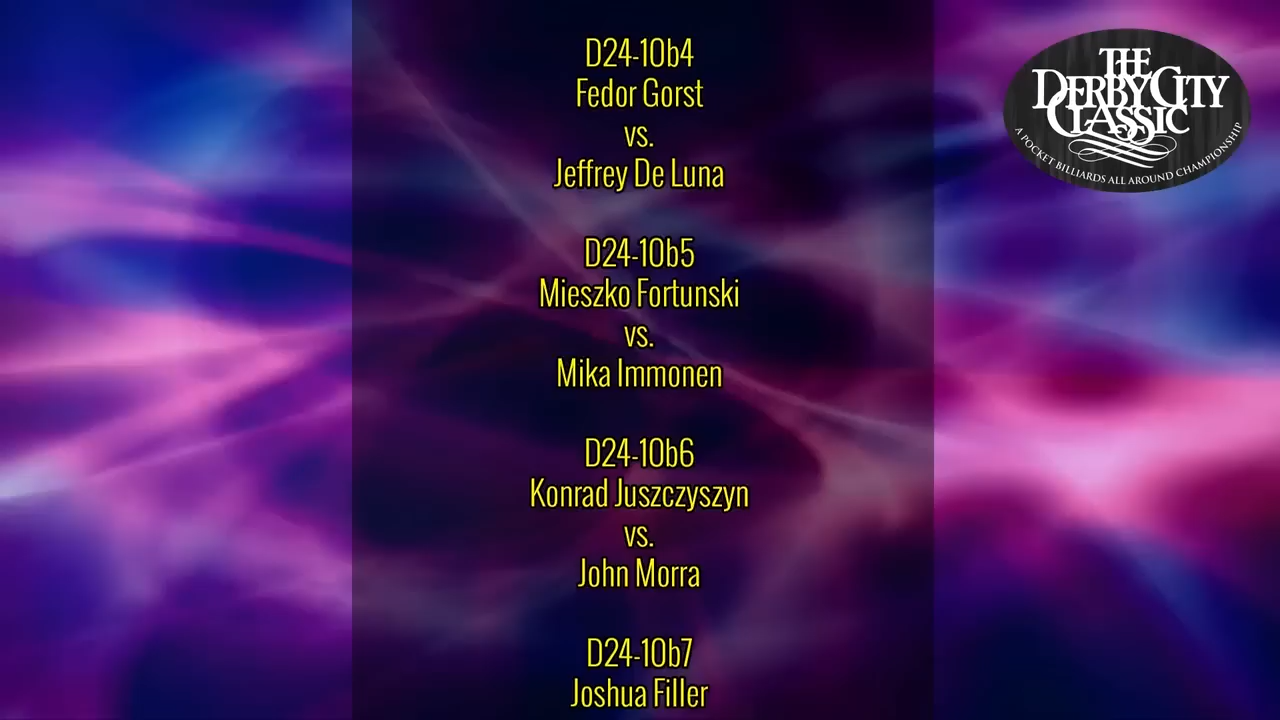 D24-10b4
Fedor Gorst
vs.
Jeffrey De Luna
D24-10b5
Mieszko Fortunski
vs.
Mika Immonen
D24-10b6
Konrad Juszczyszyn
vs.
John Morra
D24-10b7
Joshua Filler
THE
DERBY CITY
CLASSIC
A POCKET BILLIARDS ALL AROUND CHAMPIONSHIP